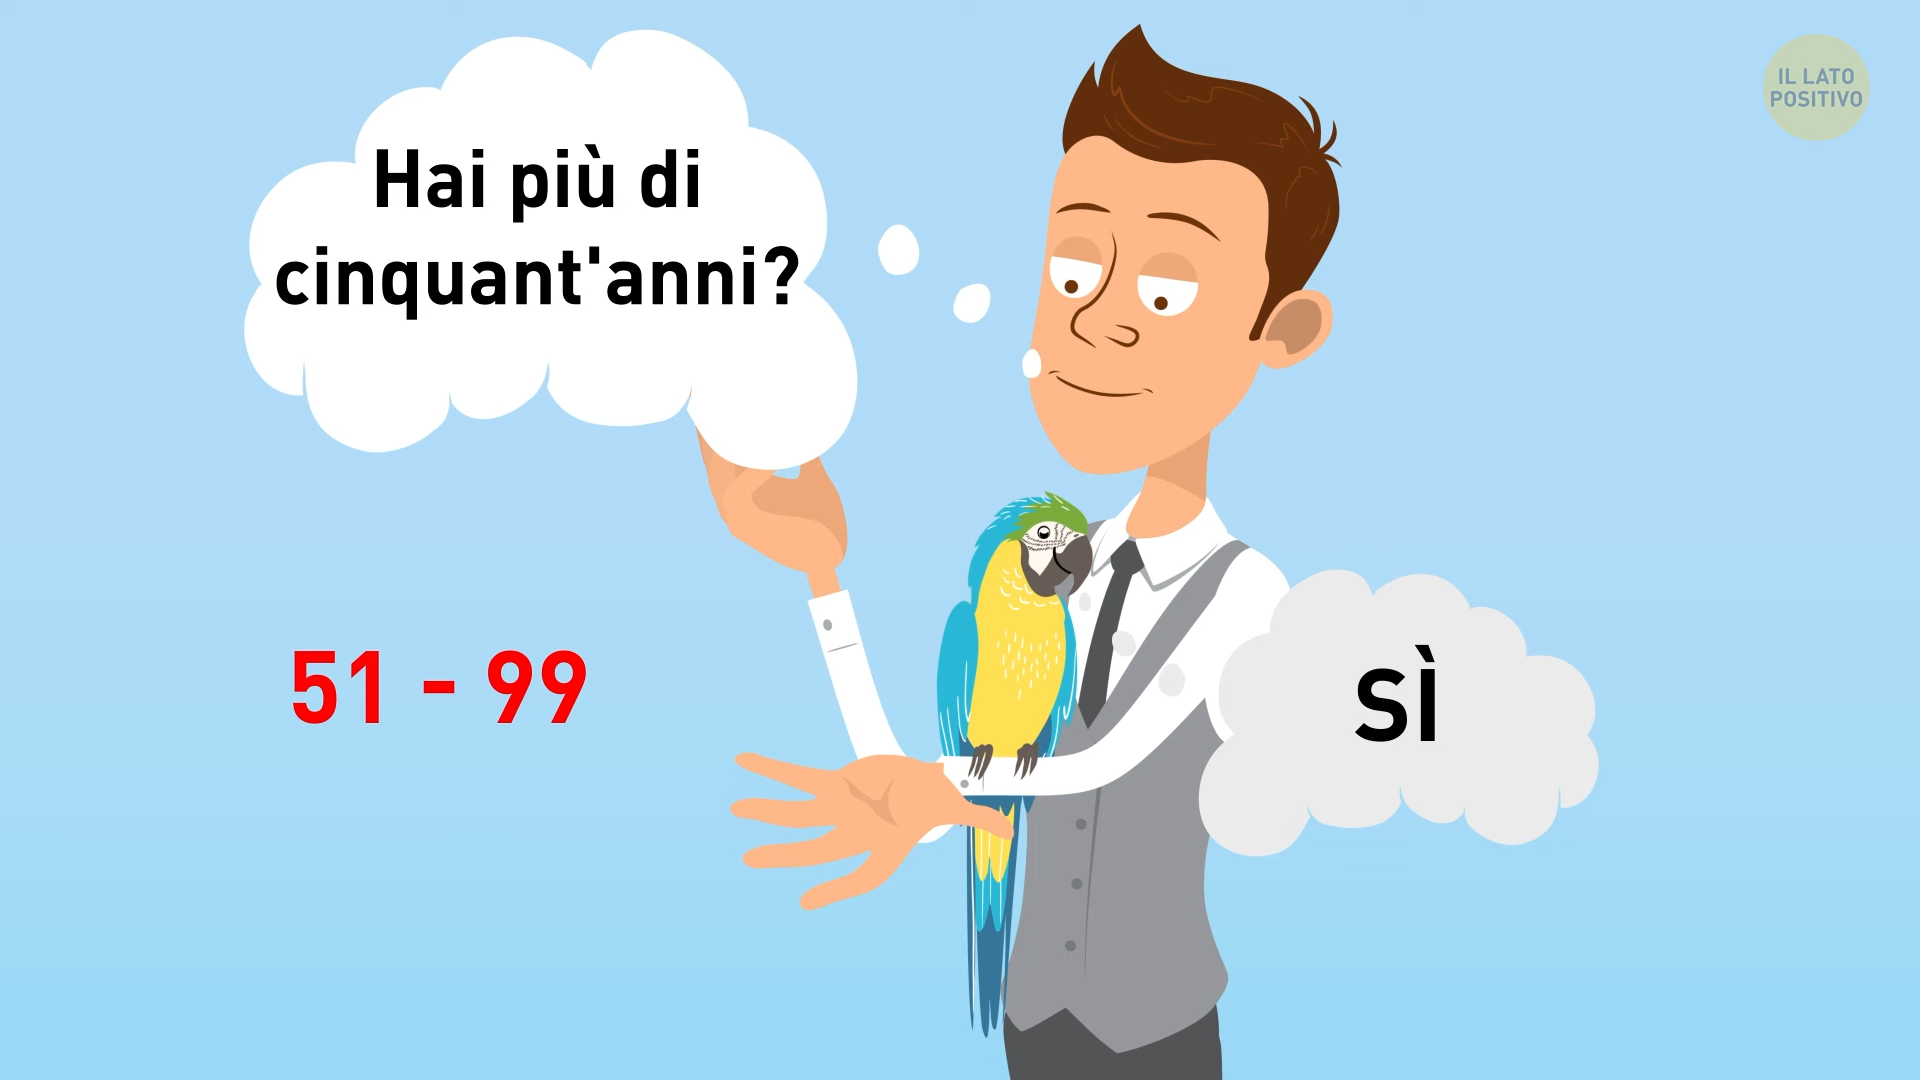 Hai più di
cinquant'anni?
51 - 99
SÌ
IL LATO
POSITIVO